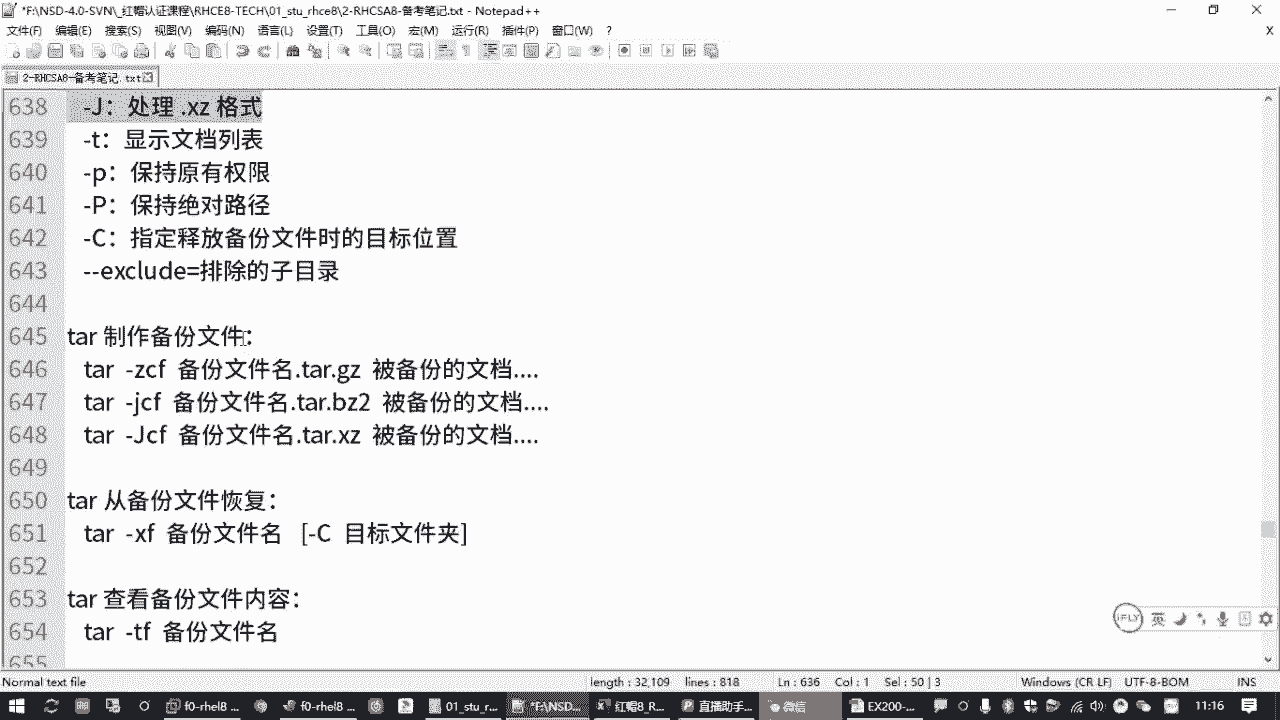 *F:\NSD-4.0-SVN\_红帽认证课程\RHCE8-TECH\01_stu_rhce8\2-RHCSA8-备考笔记.txt - Notepad++
文件(F) 编辑(E) 搜索(S) 视图(V) 编码(N) 语言(L) 设置(T) 工具(O) 宏(M) 运行(R) 插件(P) 窗口(W) ? X
2-RHCSA8-备考笔记.txt
638 -J：处理 .xz 格式
639 -t：显示文档列表
640 -p：保持原有权限
641 -P：保持绝对路径
642 -C：指定释放备份文件时的目标位置
643 --exclude=排除的子目录
644
645 tar 制作备份文件：
646 tar -zcf 备份文件名.tar.gz 被备份的文档....
647 tar -jcf 备份文件名.tar.bz2 被备份的文档....
648 tar -Jcf 备份文件名.tar.xz 被备份的文档....
649
650 tar 从备份文件恢复：
651 tar -xf 备份文件名 [-C 目标文件夹]
652
653 tar 查看备份文件内容：
654 tar -tf 备份文件名
655
iFLY 英
Normal text file length : 32,109 lines : 818 Ln : 636 Col : 1 Sel : 50 | 3 Windows (CR LF) UTF-8-BOM INS
f0-rhel8 ... f0-rhel8 ... 01_stu_r... *F:\NSD... 红帽8_R... 直播助手... 微信 EX200-... 11:16